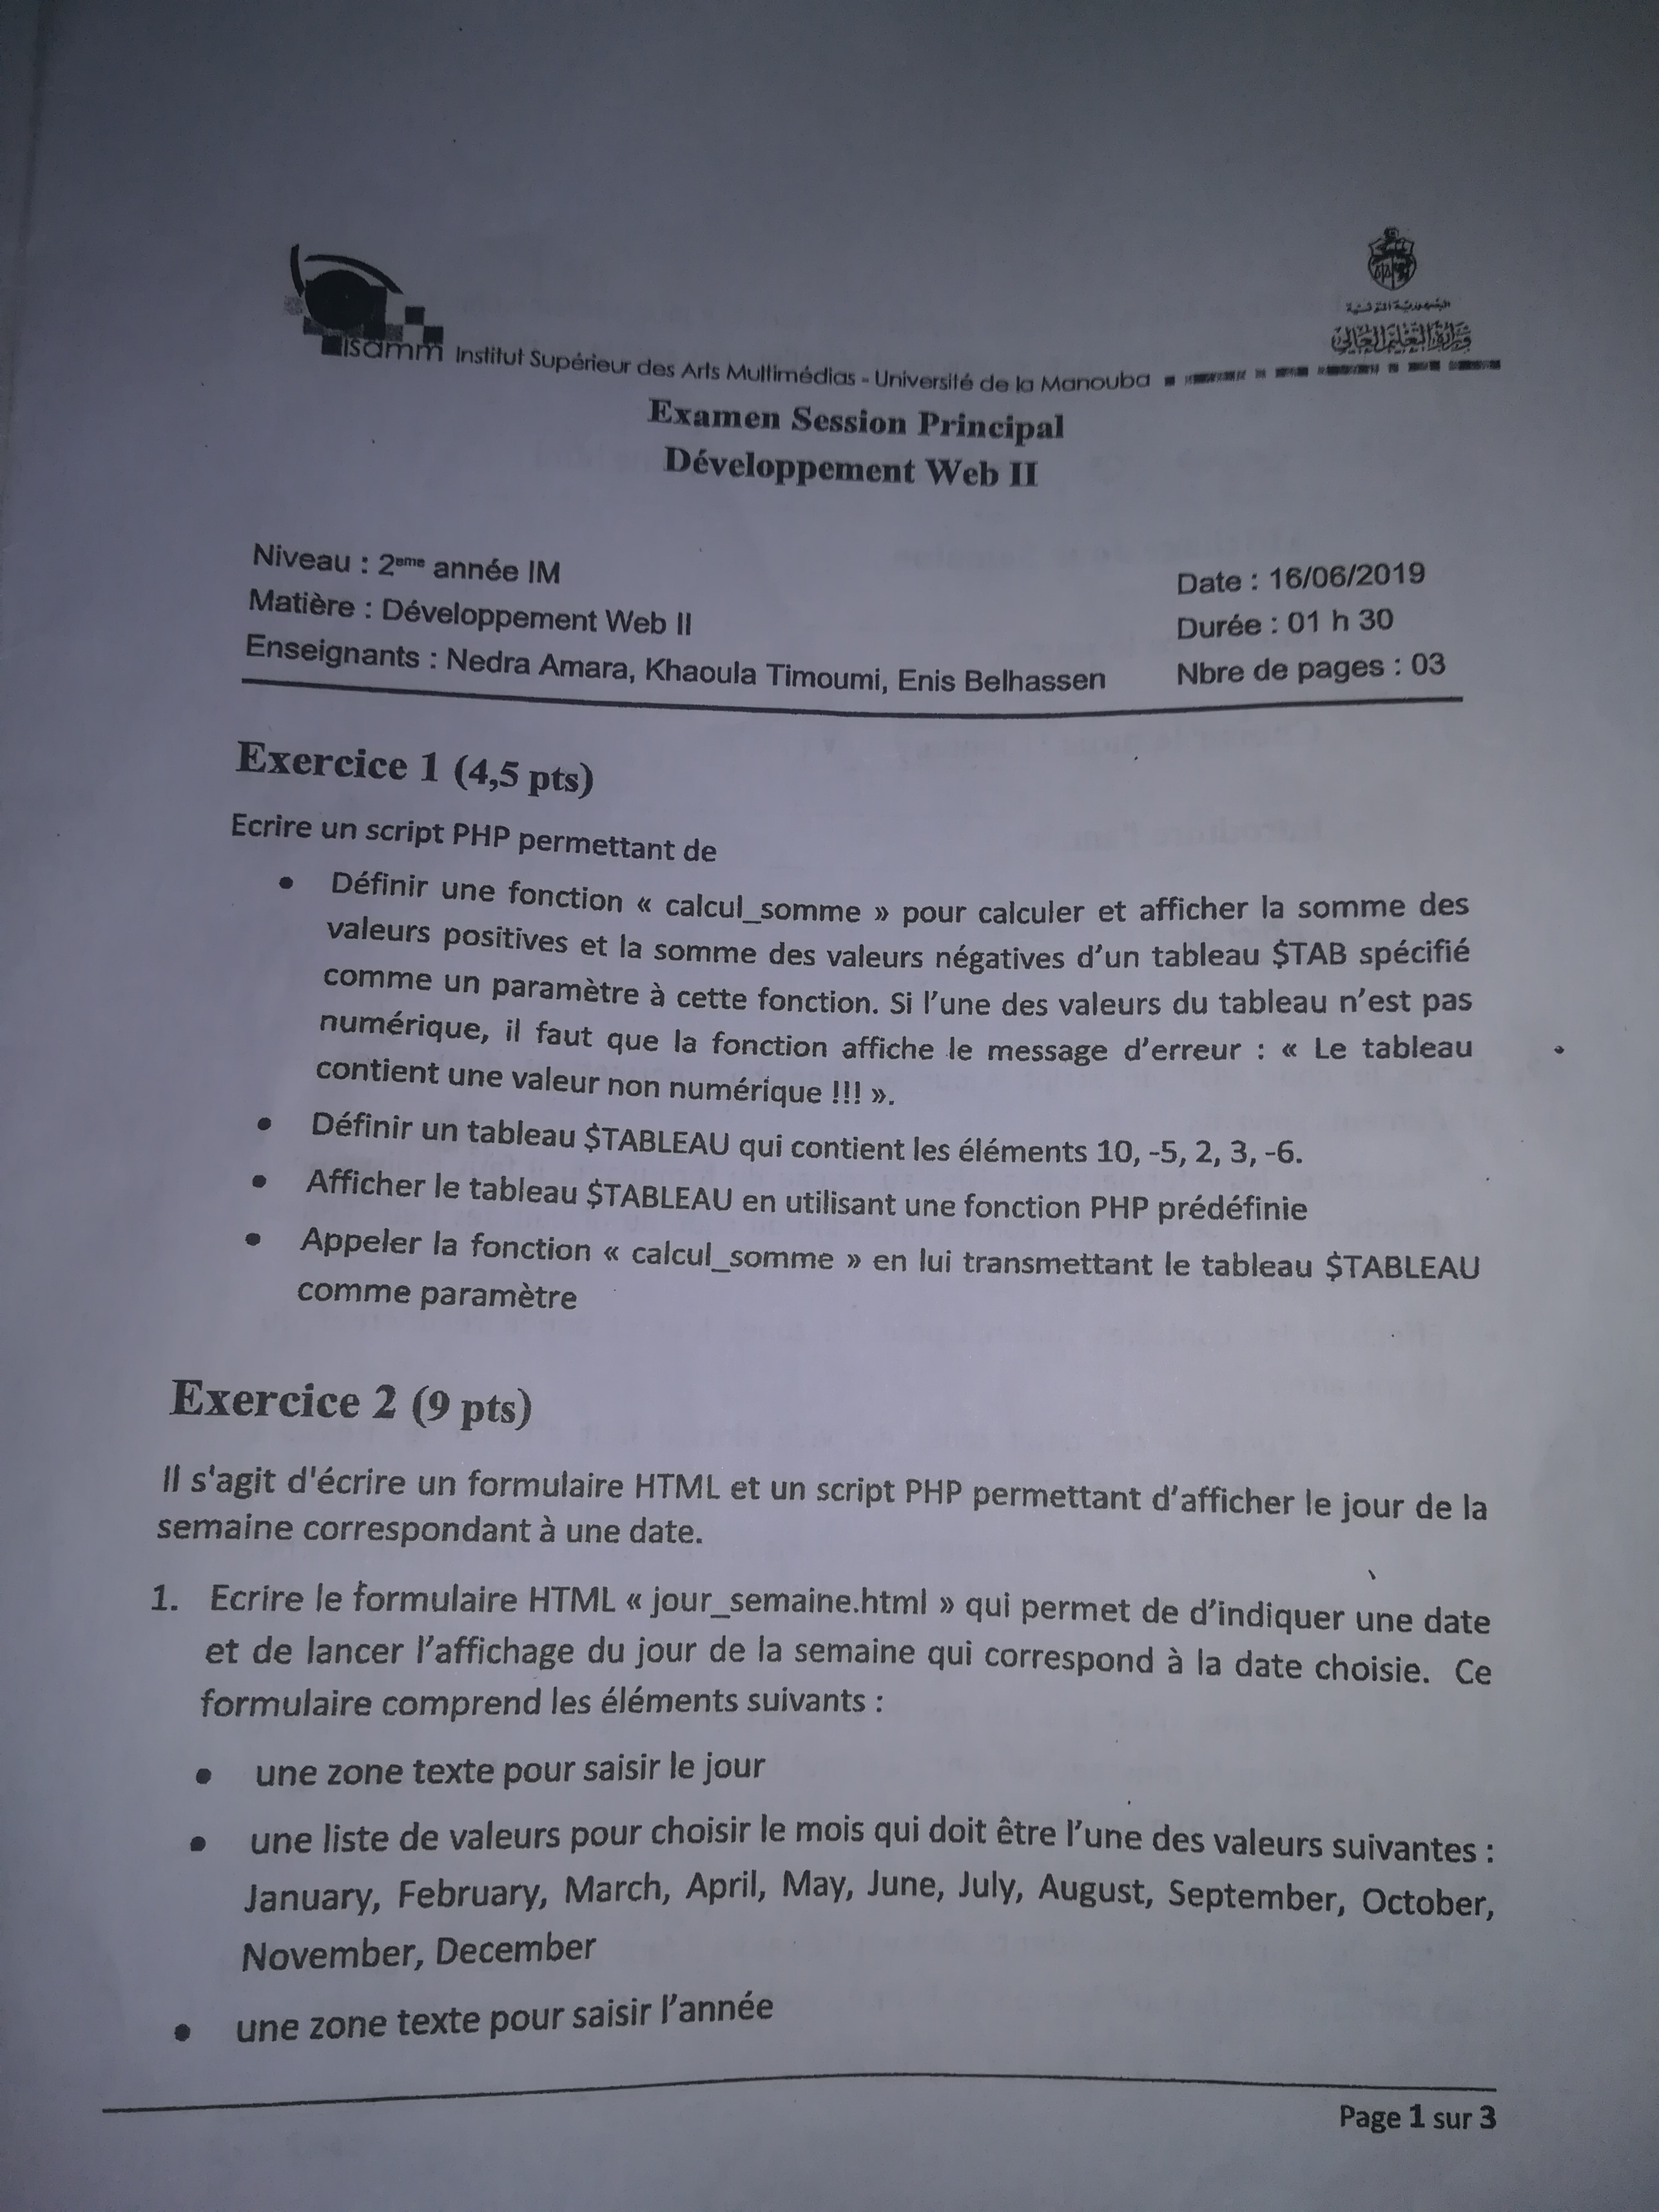 isamm Institut Supérieur des Arts Multimédias - Université de la Manouba
الجمهورية التونسية
وزارة التعليم العالي
Examen Session Principal
Développement Web II
Niveau : 2eme année IM
Date : 16/06/2019
Matière : Développement Web II
Durée : 01 h 30
Enseignants : Nedra Amara, Khaoula Timoumi, Enis Belhassen
Nbre de pages : 03
Exercice 1 (4,5 pts)
Ecrire un script PHP permettant de
• Définir une fonction « calcul_somme » pour calculer et afficher la somme des
valeurs positives et la somme des valeurs négatives d'un tableau $TAB spécifié
comme un paramètre à cette fonction. Si l'une des valeurs du tableau n'est pas
numérique, il faut que la fonction affiche le message d'erreur : « Le tableau
contient une valeur non numérique !!! ».
• Définir un tableau $TABLEAU qui contient les éléments 10, -5, 2, 3, -6.
• Afficher le tableau $TABLEAU en utilisant une fonction PHP prédéfinie
• Appeler la fonction « calcul_somme » en lui transmettant le tableau $TABLEAU
comme paramètre
Exercice 2 (9 pts)
Il s'agit d'écrire un formulaire HTML et un script PHP permettant d'afficher le jour de la
semaine correspondant à une date.
1. Ecrire le formulaire HTML « jour_semaine.html » qui permet de d'indiquer une date
et de lancer l'affichage du jour de la semaine qui correspond à la date choisie. Ce
formulaire comprend les éléments suivants :
• une zone texte pour saisir le jour
• une liste de valeurs pour choisir le mois qui doit être l'une des valeurs suivantes :
January, February, March, April, May, June, July, August, September, October,
November, December
• une zone texte pour saisir l'année
Page 1 sur 3